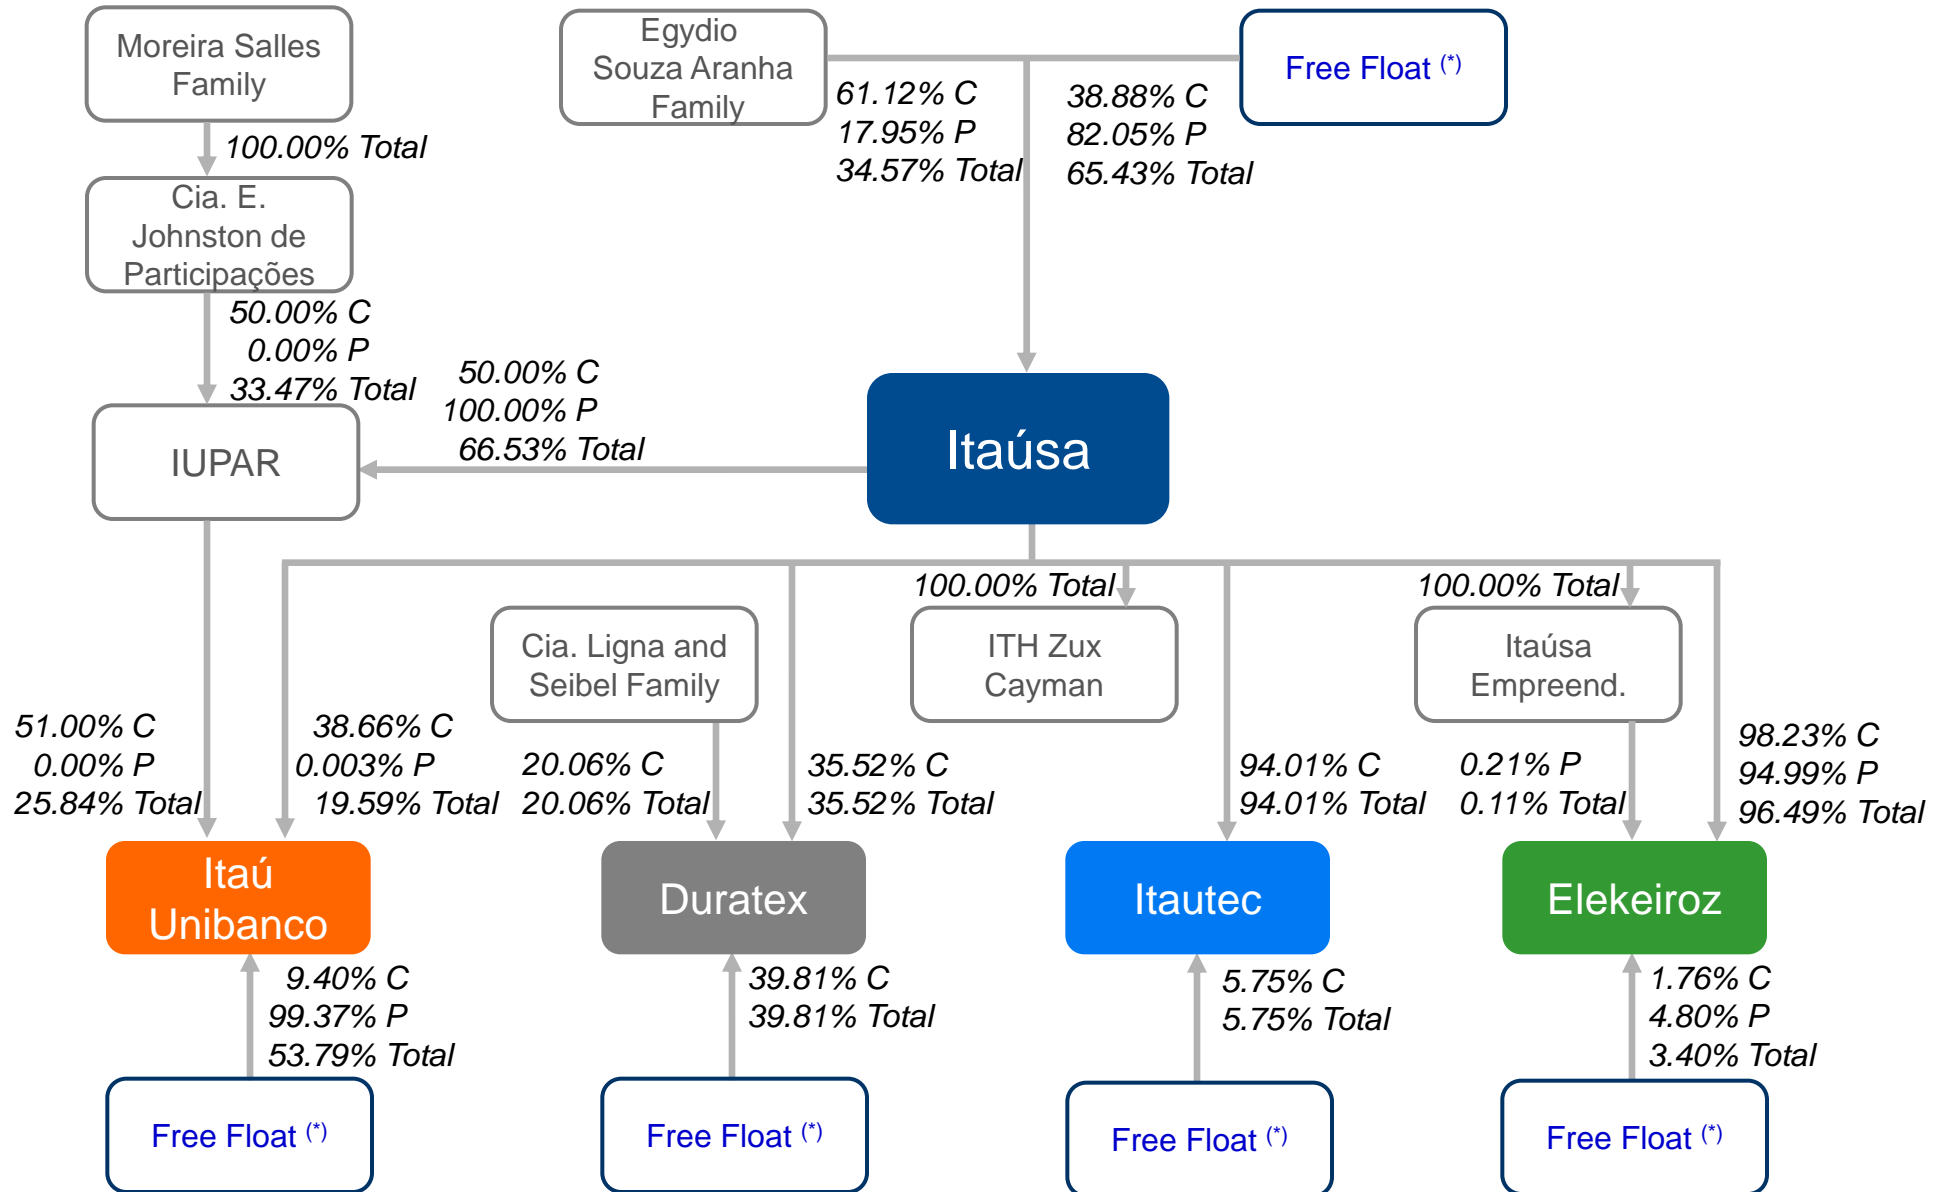 Moreira Salles
Family
Egydio
Souza Aranha
Family
Free Float (*)
61.12% C
17.95% P
34.57% Total
38.88% C
82.05% P
65.43% Total
100.00% Total
Cia. E.
Johnston de
Participações
50.00% C
0.00% P
33.47% Total
50.00% C
100.00% P
66.53% Total
IUPAR
Itaúsa
100.00% Total
100.00% Total
Cia. Ligna and
Seibel Family
ITH Zux
Cayman
Itaúsa
Empreend.
51.00% C
0.00% P
25.84% Total
38.66% C
0.003% P
19.59% Total
20.06% C
20.06% Total
35.52% C
35.52% Total
94.01% C
94.01% Total
0.21% P
0.11% Total
98.23% C
94.99% P
96.49% Total
Itaú
Unibanco
Duratex
Itautec
Elekeiroz
9.40% C
99.37% P
53.79% Total
39.81% C
39.81% Total
5.75% C
5.75% Total
1.76% C
4.80% P
3.40% Total
Free Float (*)
Free Float (*)
Free Float (*)
Free Float (*)